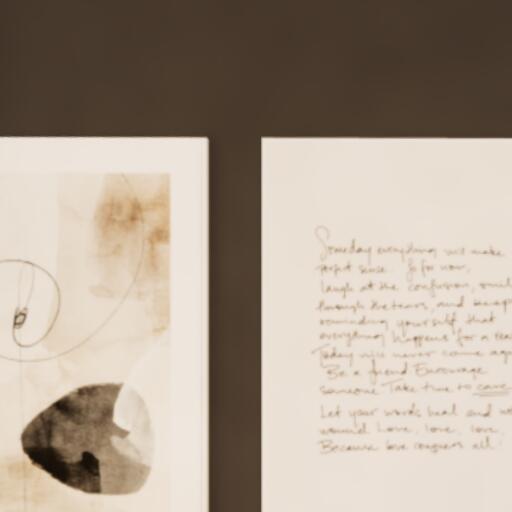 Someday everything will make
perfect sense. So for now,
laugh at the confusion, smile
through the tears, and keep
reminding yourself that
everything happens for a rea
Today will never come aga
Be a friend Encourage
someone Take time to care
Let your words heal and not
wound Love, love, love.
Because love conquers all.